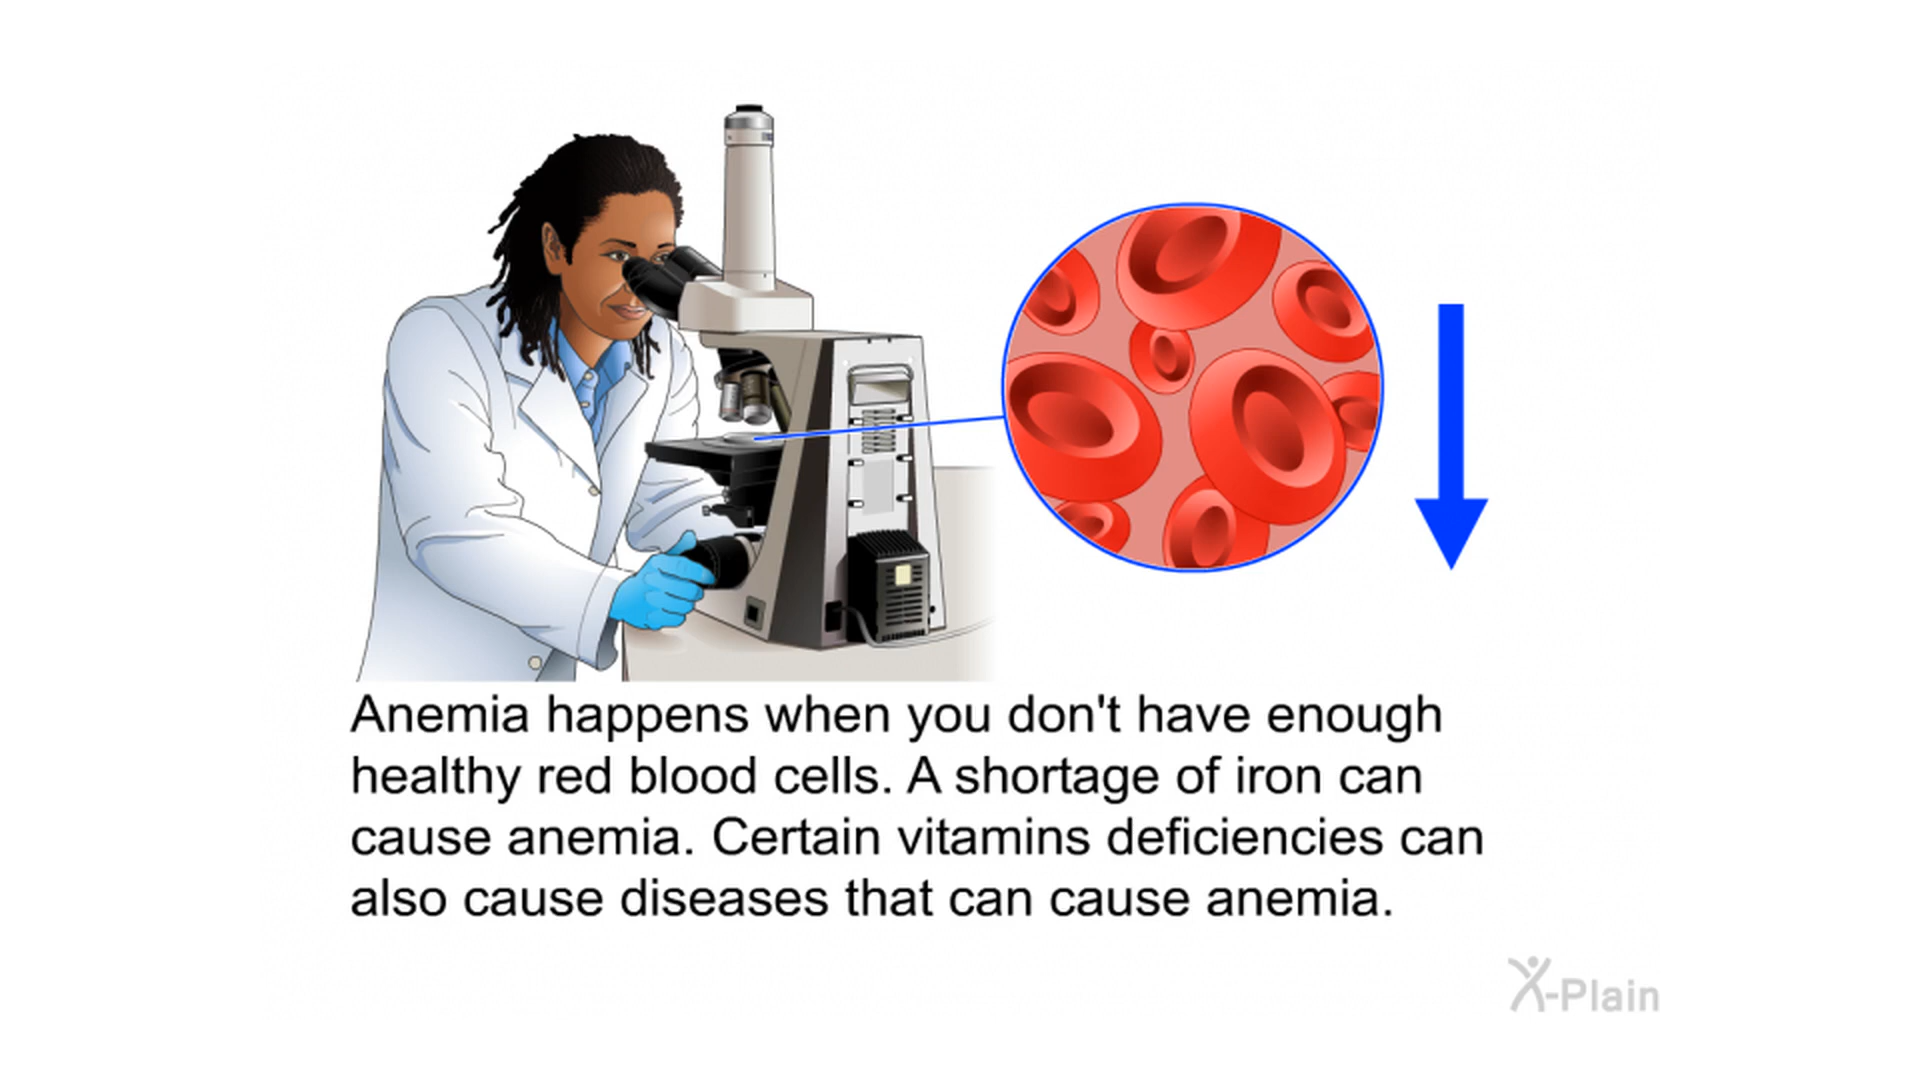 Anemia happens when you don't have enough
healthy red blood cells. A shortage of iron can
cause anemia. Certain vitamins deficiencies can
also cause diseases that can cause anemia.
X-Plain